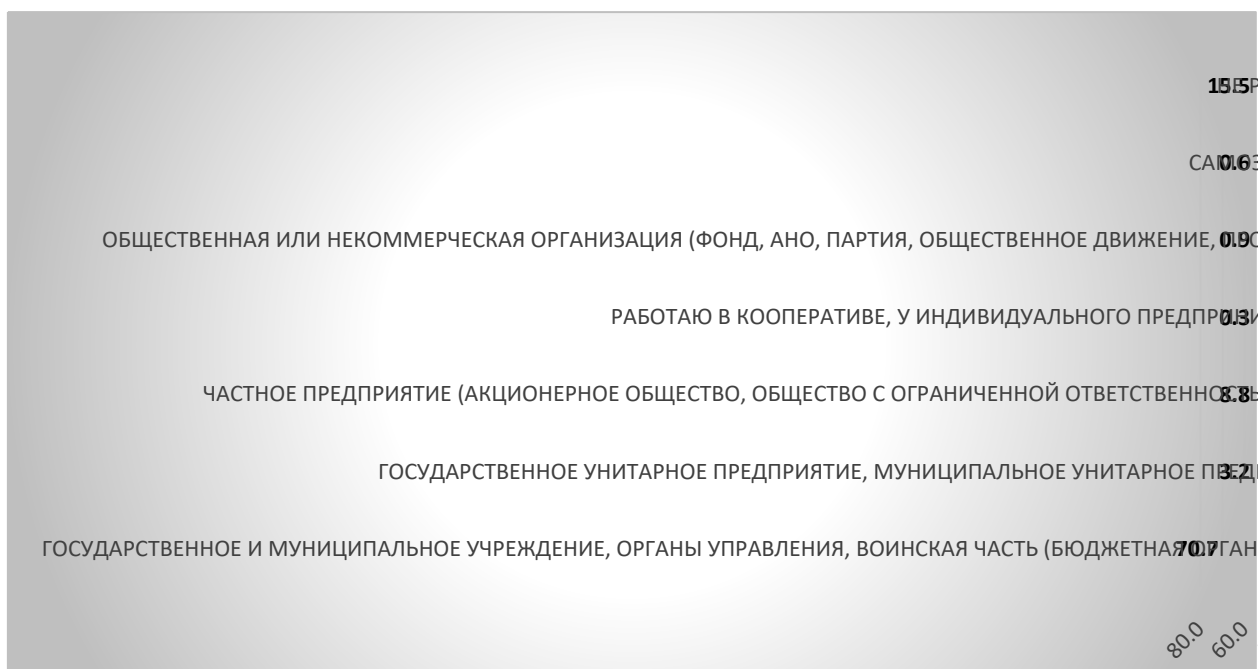 15.5
САМОЗ 0.6
ОБЩЕСТВЕННАЯ ИЛИ НЕКОММЕРЧЕСКАЯ ОРГАНИЗАЦИЯ (ФОНД, АНО, ПАРТИЯ, ОБЩЕСТВЕННОЕ ДВИЖЕНИЕ, 0.9
РАБОТАЮ В КООПЕРАТИВЕ, У ИНДИВИДУАЛЬНОГО 0.3
ЧАСТНОЕ ПРЕДПРИЯТИЕ (АКЦИОНЕРНОЕ ОБЩЕСТВО, ОБЩЕСТВО С ОГРАНИЧЕННОЙ 8.8
ГОСУДАРСТВЕННОЕ УНИТАРНОЕ ПРЕДПРИЯТИЕ, МУНИЦИПАЛЬНОЕ УНИТАРНОЕ 3.2
ГОСУДАРСТВЕННОЕ И МУНИЦИПАЛЬНОЕ УЧРЕЖДЕНИЕ, ОРГАНЫ УПРАВЛЕНИЯ, ВОИНСКАЯ ЧАСТЬ (БЮДЖЕТНАЯ 70.7
80.0 60.0